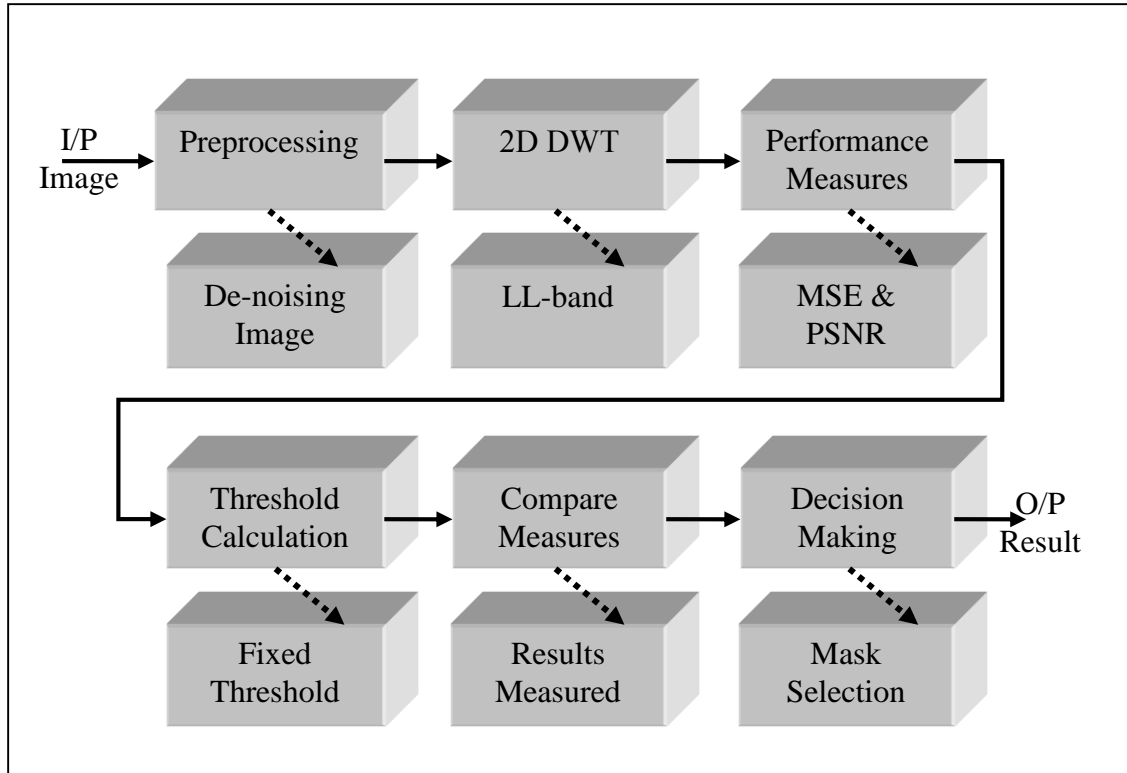 I/P
Image
Preprocessing
2D DWT
Performance
Measures
De-noising
Image
LL-band
MSE &
PSNR
Threshold
Calculation
Compare
Measures
Decision
Making
O/P
Result
Fixed
Threshold
Results
Measured
Mask
Selection